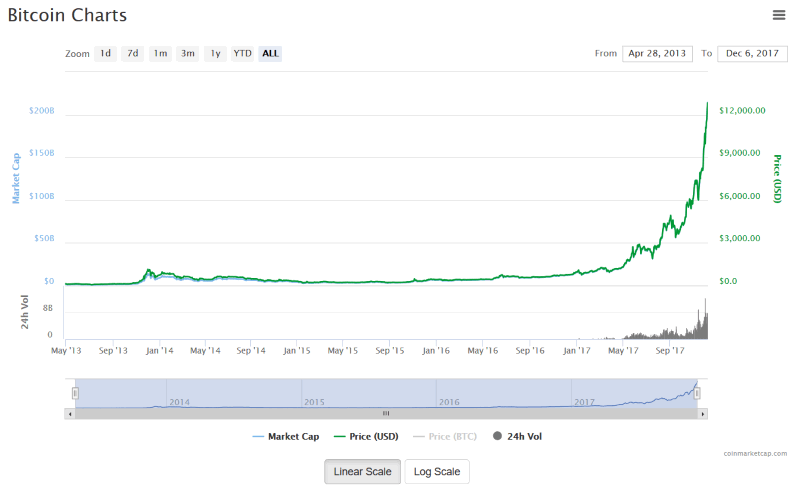 Bitcoin Charts
Zoom 1d 7d 1m 3m 1y YTD ALL
From Apr 28, 2013 To Dec 6, 2017
$200B
$150B
$100B
$50B
$0
Market Cap
$12,000.00
$9,000.00
$6,000.00
$3,000.00
$0.0
Price (USD)
24h Vol
8B
0
May '13 Sep '13 Jan '14 May '14 Sep '14 Jan '15 May '15 Sep '15 Jan '16 May '16 Sep '16 Jan '17 May '17 Sep '17
2014 2015 2016 2017
Market Cap Price (USD) Price (BTC) 24h Vol
coinmarketcap.com
Linear Scale Log Scale